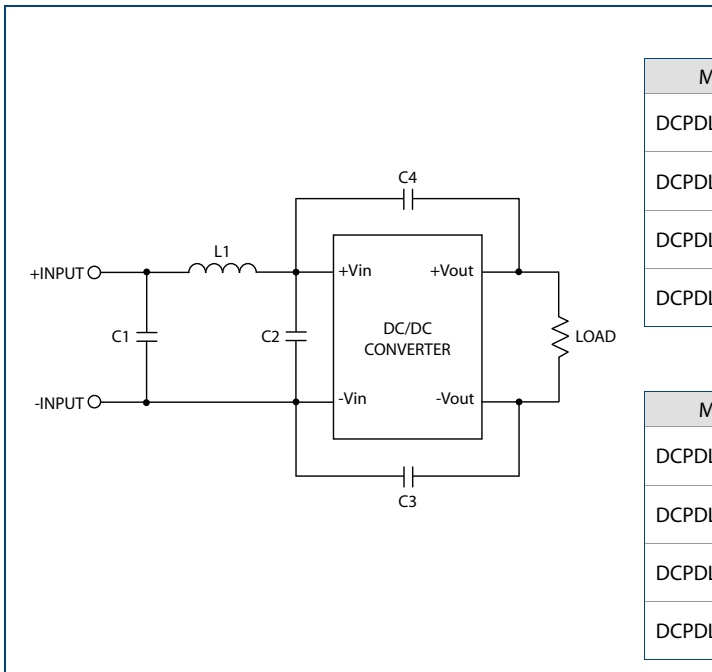 C4
L1
+INPUT
+Vin
+Vout
C1
C2
DC/DC
CONVERTER
LOAD
-INPUT
-Vin
-Vout
C3
M
DCPDL
DCPDL
DCPDL
DCPDL
M
DCPDL
DCPDL
DCPDL
DCPDL